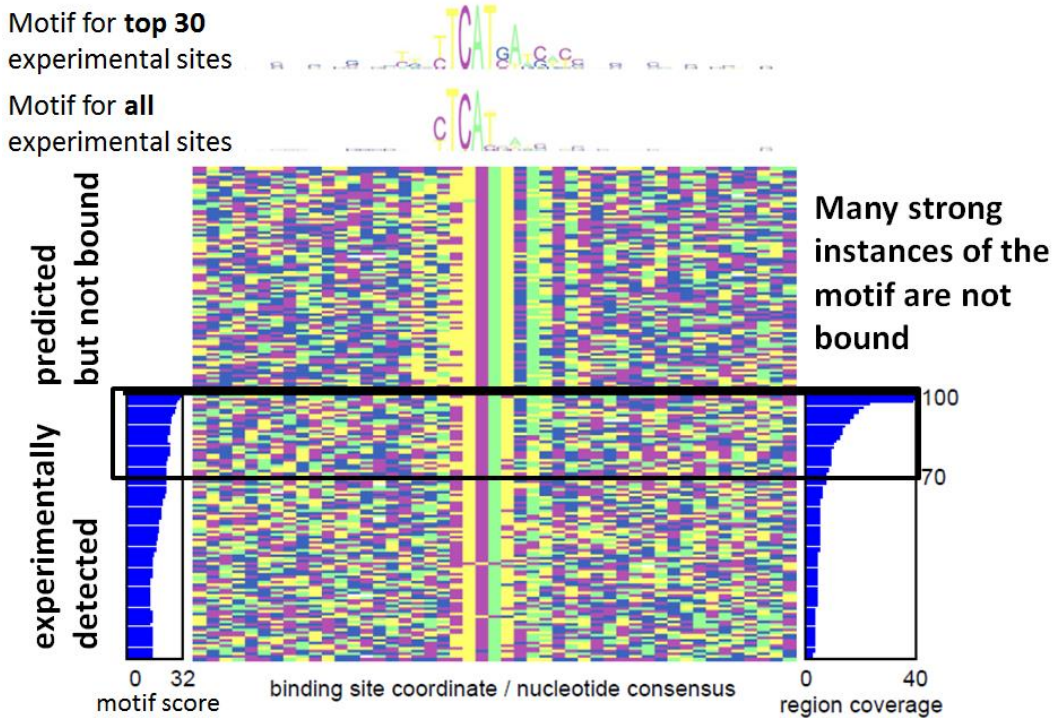 Motif for top 30
experimental sites
TCATGA
Motif for all
experimental sites
CTCAT
predicted
but not bound
Many strong
instances of the
motif are not
bound
experimentally
detected
100
70
0 32
motif score
binding site coordinate / nucleotide consensus
0 40
region coverage